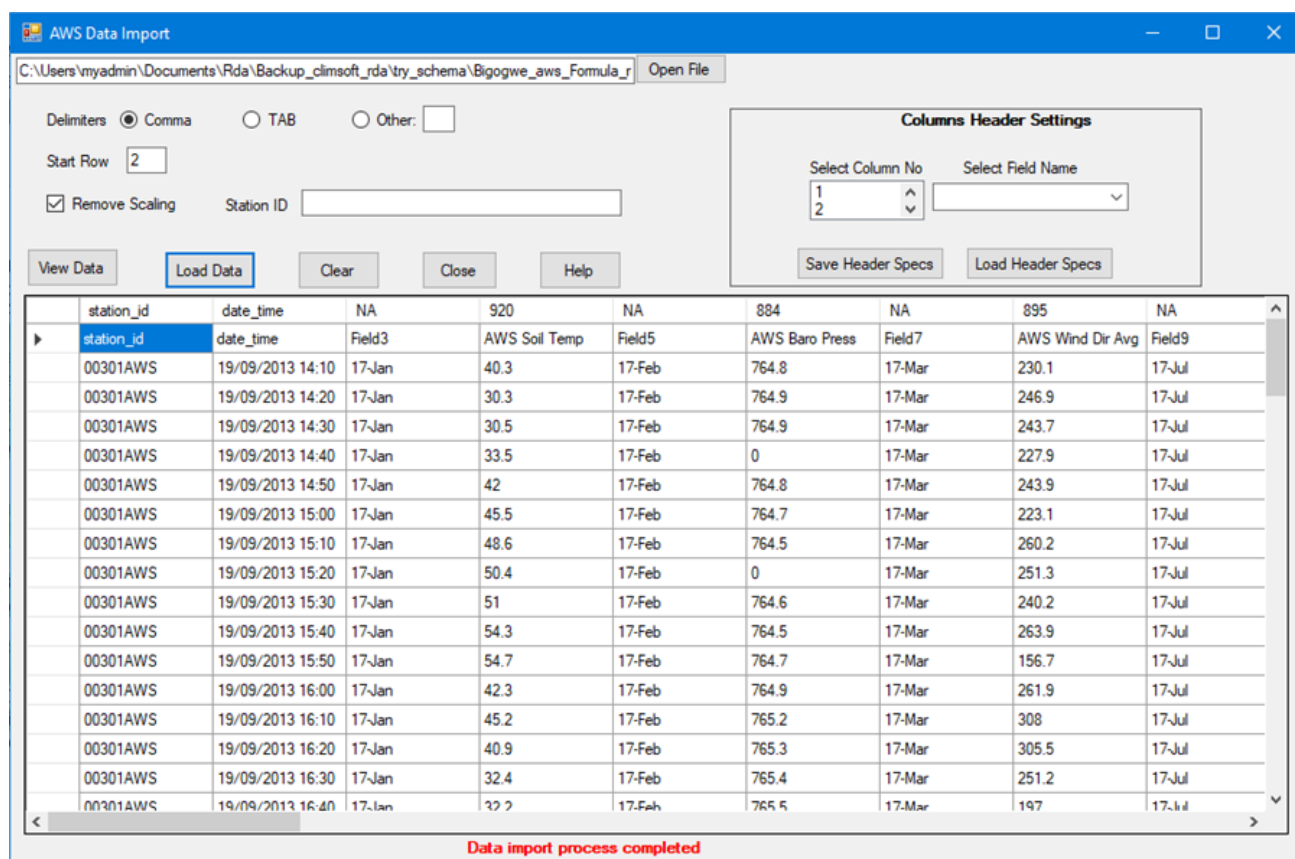 AWS Data Import
C:\Users\myadmin\Documents\Rda\Backup_climsoft_rda\try_schema\Bigogwe_aws_Formula_r Open File
Delimiters Comma TAB Other:
Columns Header Settings
Start Row 2
Select Column No Select Field Name
1
2
Remove Scaling Station ID
View Data Load Data Clear Close Help Save Header Specs Load Header Specs
station_id date_time NA 920 NA 884 NA 895 NA
station_id date_time Field3 AWS Soil Temp Field5 AWS Baro Press Field7 AWS Wind Dir Avg Field9
00301AWS 19/09/2013 14:10 17-Jan 40.3 17-Feb 764.8 17-Mar 230.1 17-Jul
00301AWS 19/09/2013 14:20 17-Jan 30.3 17-Feb 764.9 17-Mar 246.9 17-Jul
00301AWS 19/09/2013 14:30 17-Jan 30.5 17-Feb 764.9 17-Mar 243.7 17-Jul
00301AWS 19/09/2013 14:40 17-Jan 33.5 17-Feb 0 17-Mar 227.9 17-Jul
00301AWS 19/09/2013 14:50 17-Jan 42 17-Feb 764.8 17-Mar 243.9 17-Jul
00301AWS 19/09/2013 15:00 17-Jan 45.5 17-Feb 764.7 17-Mar 223.1 17-Jul
00301AWS 19/09/2013 15:10 17-Jan 48.6 17-Feb 764.5 17-Mar 260.2 17-Jul
00301AWS 19/09/2013 15:20 17-Jan 50.4 17-Feb 0 17-Mar 251.3 17-Jul
00301AWS 19/09/2013 15:30 17-Jan 51 17-Feb 764.6 17-Mar 240.2 17-Jul
00301AWS 19/09/2013 15:40 17-Jan 54.3 17-Feb 764.5 17-Mar 263.9 17-Jul
00301AWS 19/09/2013 15:50 17-Jan 54.7 17-Feb 764.7 17-Mar 156.7 17-Jul
00301AWS 19/09/2013 16:00 17-Jan 42.3 17-Feb 764.9 17-Mar 261.9 17-Jul
00301AWS 19/09/2013 16:10 17-Jan 45.2 17-Feb 765.2 17-Mar 308 17-Jul
00301AWS 19/09/2013 16:20 17-Jan 40.9 17-Feb 765.3 17-Mar 305.5 17-Jul
00301AWS 19/09/2013 16:30 17-Jan 32.4 17-Feb 765.4 17-Mar 251.2 17-Jul
00301AWS 19/09/2013 16:40 17-Jan 32.2 17-Feb 765.5 17-Mar 197 17-Jul
Data import process completed